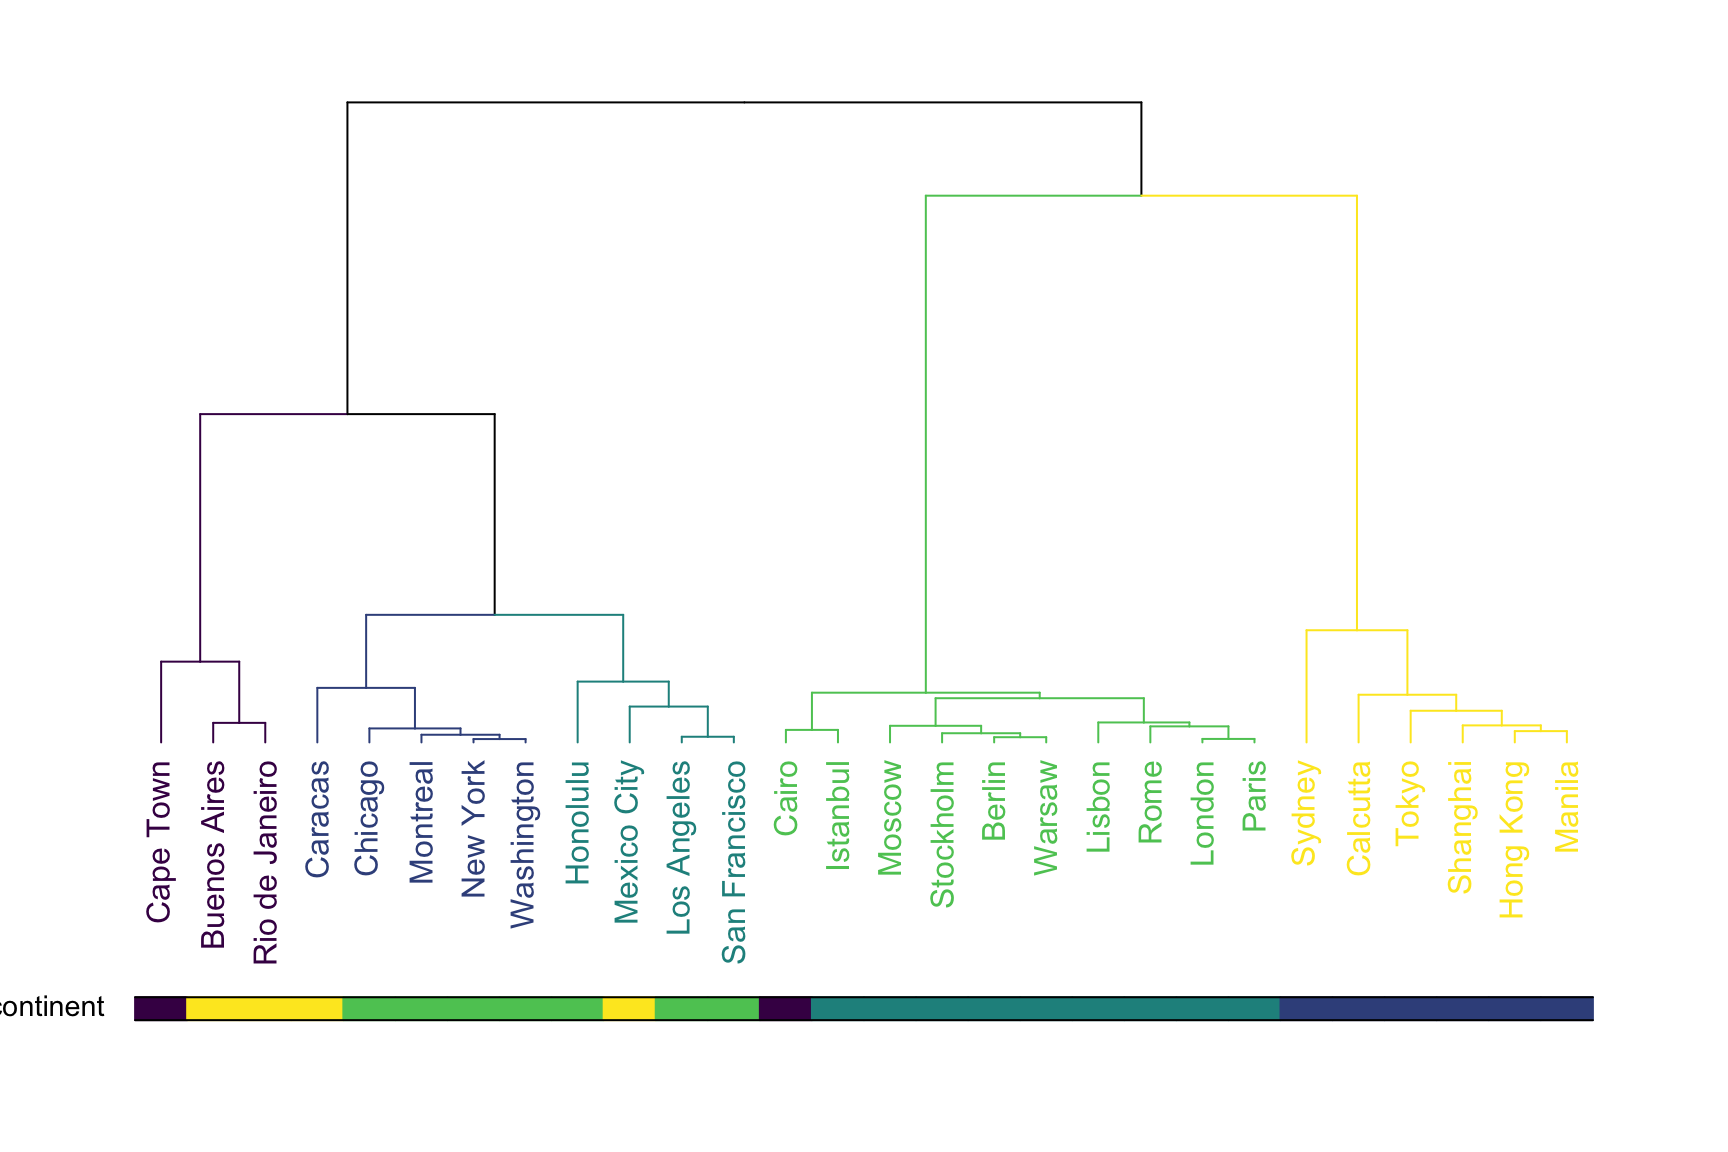 Cape Town
Buenos Aires
Rio de Janeiro
Caracas
Chicago
Montreal
New York
Washington
Honolulu
Mexico City
Los Angeles
San Francisco
Cairo
Istanbul
Moscow
Stockholm
Berlin
Warsaw
Lisbon
Rome
London
Paris
Sydney
Calcutta
Tokyo
Shanghai
Hong Kong
Manila
continent